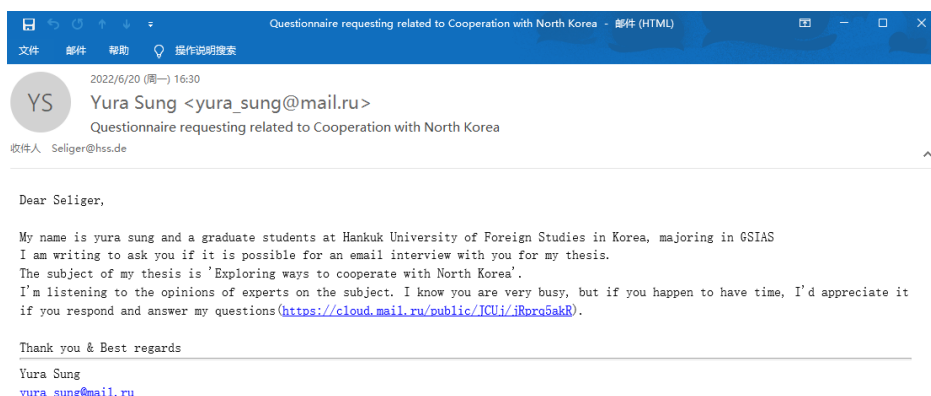 Questionnaire requesting related to Cooperation with North Korea - 邮件 (HTML)
文件 邮件 帮助 操作说明搜索
2022/6/20 (周一) 16:30
YS
Yura Sung <yura_sung@mail.ru>
Questionnaire requesting related to Cooperation with North Korea
收件人 Seliger@hss.de
Dear Seliger,
My name is yura sung and a graduate students at Hankuk University of Foreign Studies in Korea, majoring in GSIAS
I am writing to ask you if it is possible for an email interview with you for my thesis.
The subject of my thesis is 'Exploring ways to cooperate with North Korea'.
I'm listening to the opinions of experts on the subject. I know you are very busy, but if you happen to have time, I'd appreciate it
if you respond and answer my questions(https://cloud.mail.ru/public/JCUj/jRprq5akR).
Thank you & Best regards
Yura Sung
yura_sung@mail.ru